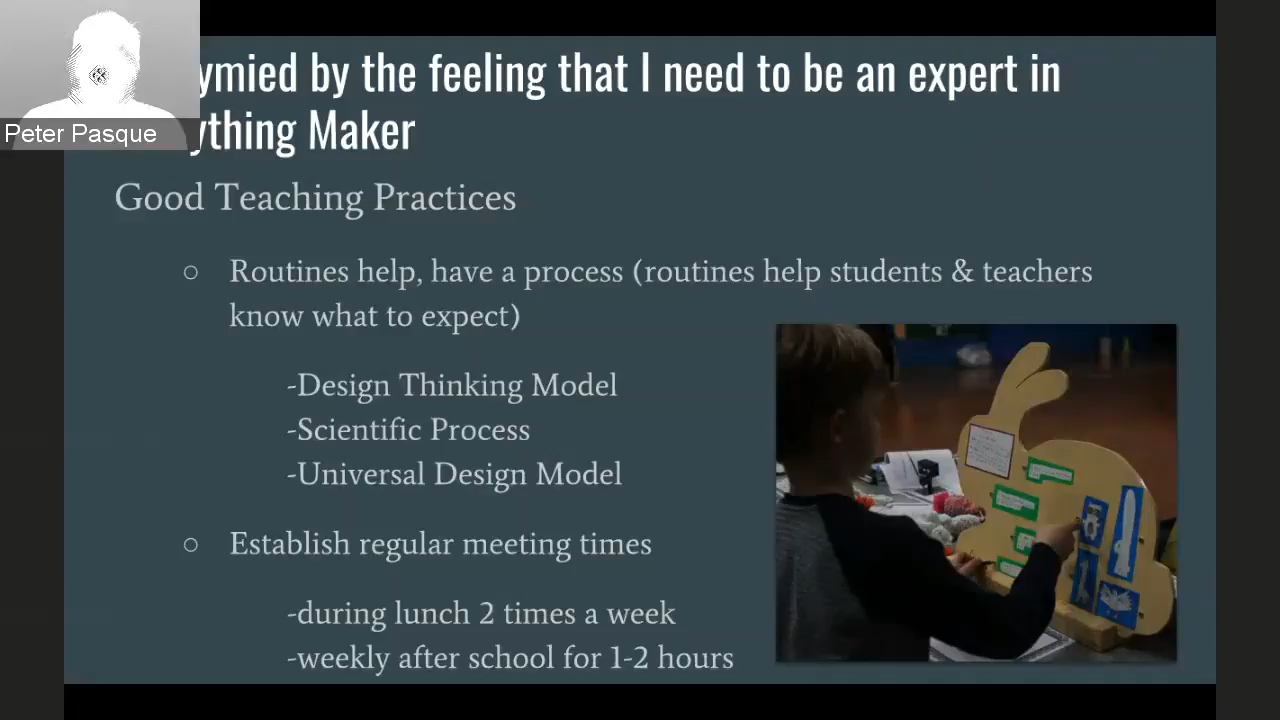 ymied by the feeling that I need to be an expert in
ything Maker
Peter Pasque
Good Teaching Practices
○ Routines help, have a process (routines help students & teachers
know what to expect)
-Design Thinking Model
-Scientific Process
-Universal Design Model
○ Establish regular meeting times
-during lunch 2 times a week
-weekly after school for 1-2 hours